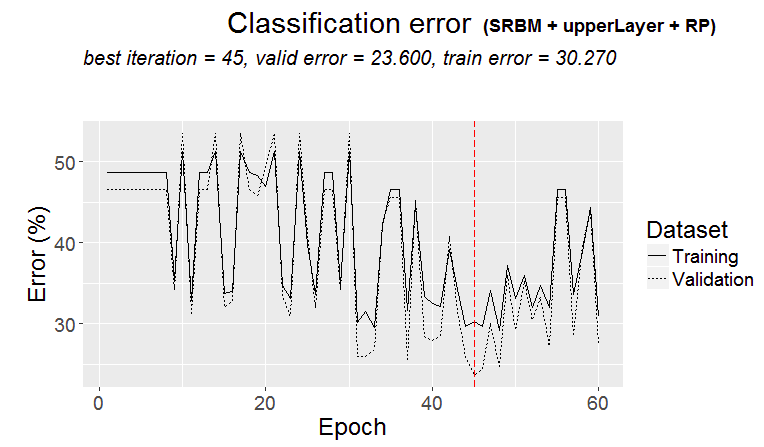 Classification error (SRBM + upperLayer + RP)
best iteration = 45, valid error = 23.600, train error = 30.270
50
40
30
Error (%)
0 20 40 60
Epoch
Dataset
Training
Validation